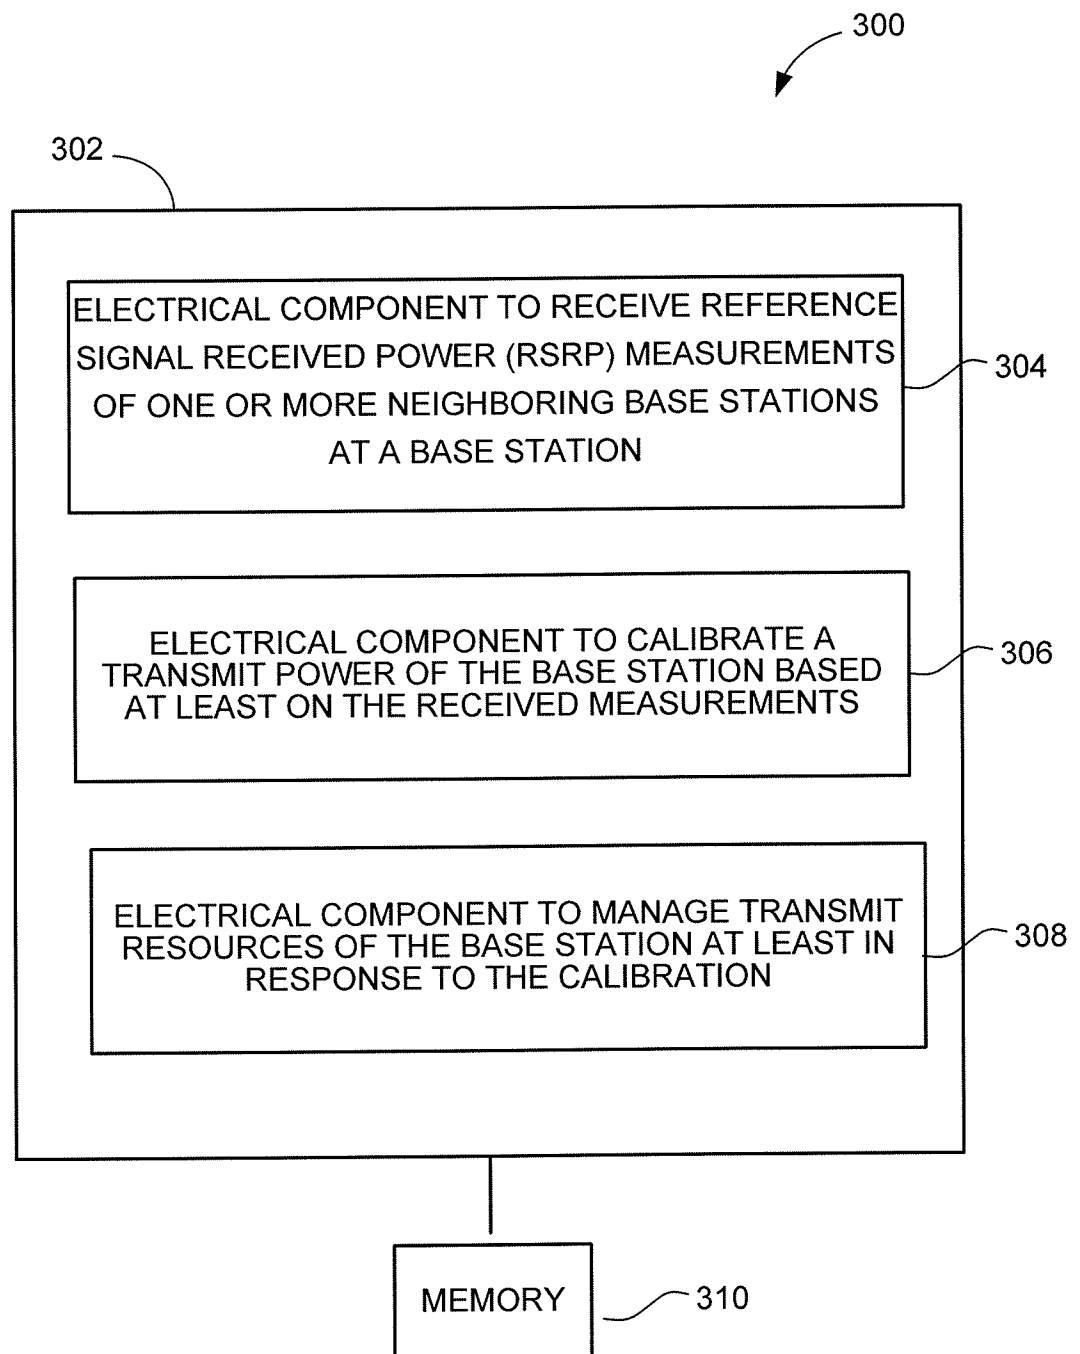 300
302
ELECTRICAL COMPONENT TO RECEIVE REFERENCE
SIGNAL RECEIVED POWER (RSRP) MEASUREMENTS
OF ONE OR MORE NEIGHBORING BASE STATIONS
AT A BASE STATION
304
ELECTRICAL COMPONENT TO CALIBRATE A
TRANSMIT POWER OF THE BASE STATION BASED
AT LEAST ON THE RECEIVED MEASUREMENTS
306
ELECTRICAL COMPONENT TO MANAGE TRANSMIT
RESOURCES OF THE BASE STATION AT LEAST IN
RESPONSE TO THE CALIBRATION
308
MEMORY
310